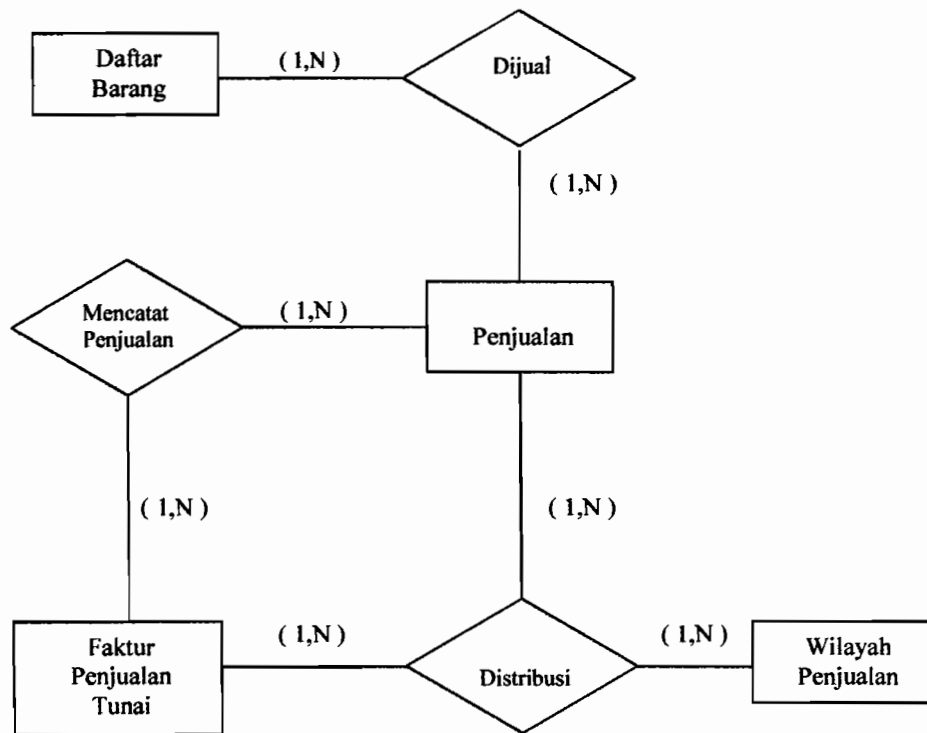 Daftar
Barang
( 1,N )
Dijual
( 1,N )
Mencatat
Penjualan
( 1,N )
Penjualan
( 1,N )
( 1,N )
Faktur
Penjualan
Tunai
( 1,N )
Distribusi
( 1,N )
Wilayah
Penjualan